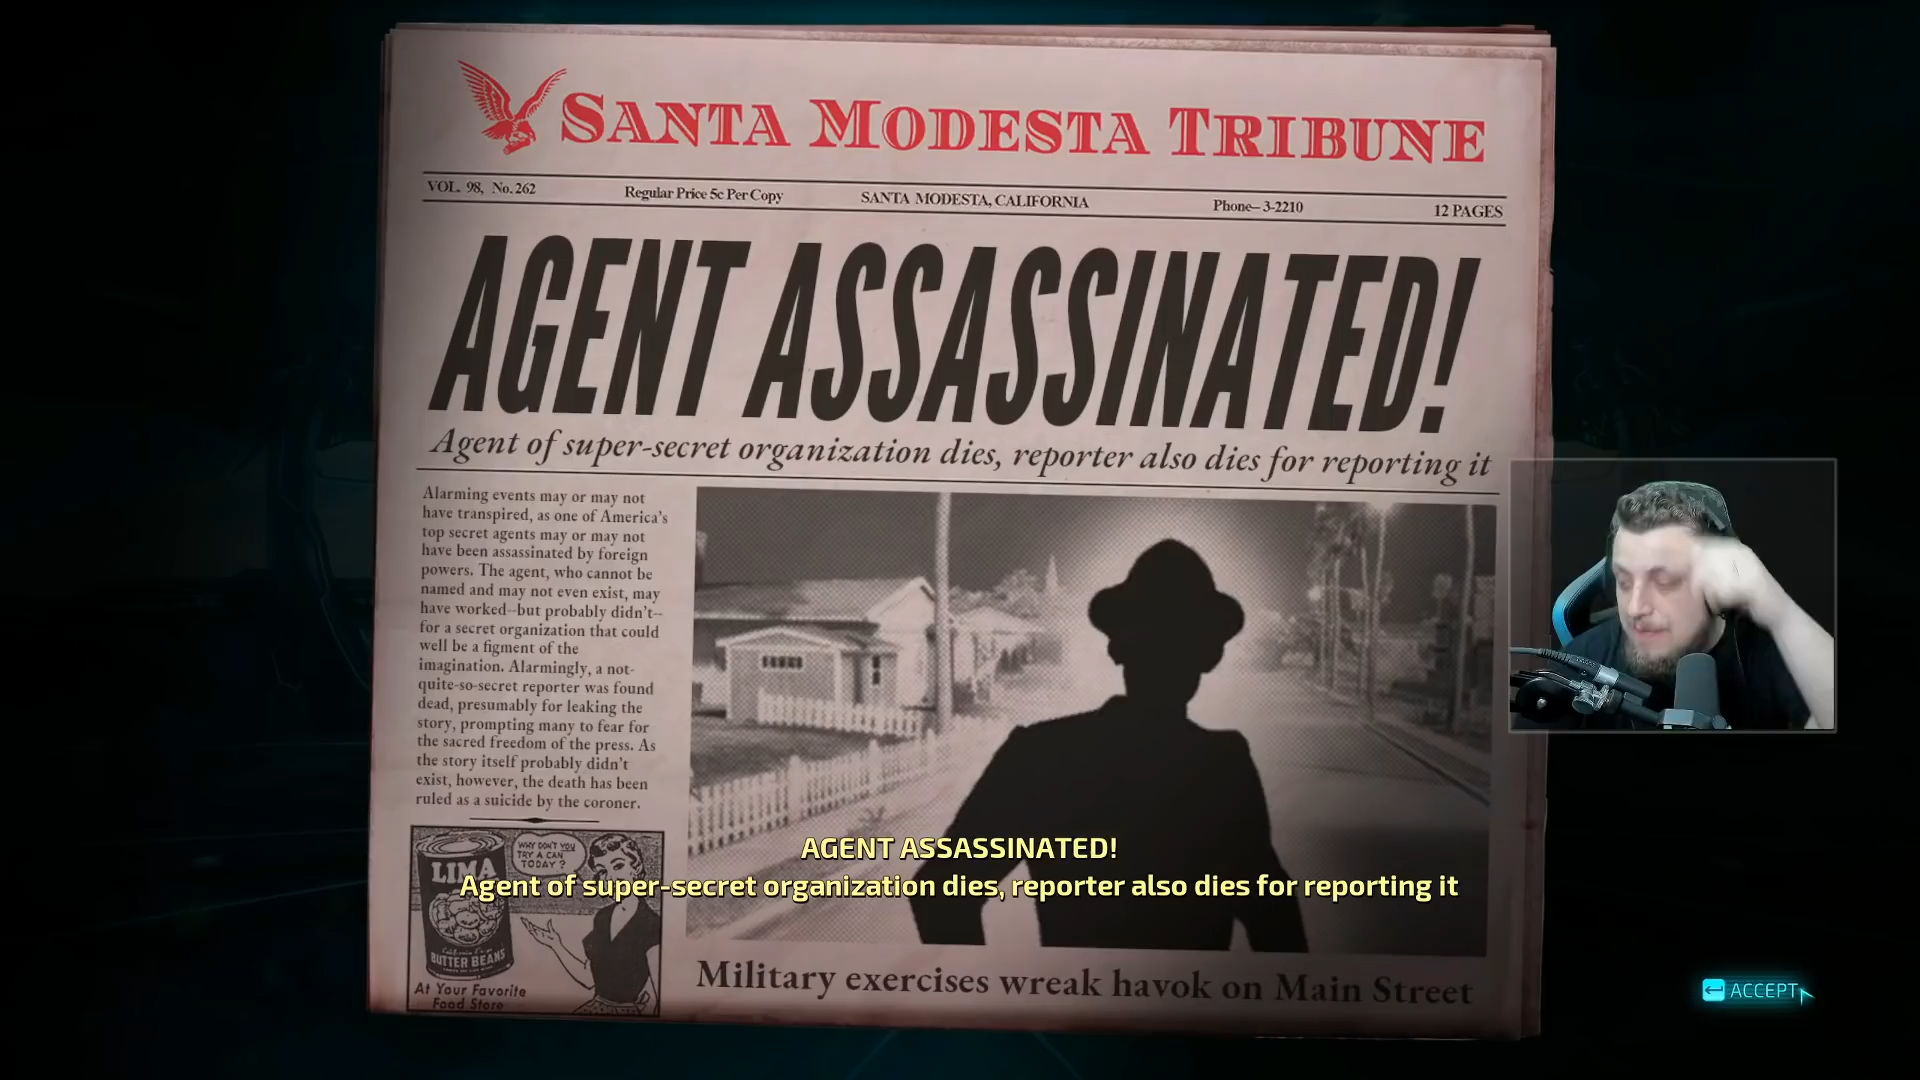 SANTA MODESTA TRIBUNE
VOL. 98, No. 262 Regular Price 5c Per Copy SANTA MODESTA, CALIFORNIA Phone–3-2210 12 PAGES
AGENT ASSASSINATED!
Agent of super-secret organization dies, reporter also dies for reporting it
Alarming events may or may not
have transpired, as one of America's
top secret agents may or may not
have been assassinated by foreign
powers. The agent, who cannot be
named and may not even exist, may
have worked--but probably didn't--
for a secret organization that could
well be a figment of the
imagination. Alarmingly, a not-
quite-so-secret reporter was found
dead, presumably for leaking the
story, prompting many to fear for
the sacred freedom of the press. As
the story itself probably didn't
exist, however, the death has been
ruled as a suicide by the coroner.
WHY DON'T YOU
TRY A CAN
TODAY?
LIMA
BUTTER BEANS
At Your Favorite
Food Store
AGENT ASSASSINATED!
Agent of super-secret organization dies, reporter also dies for reporting it
Military exercises wreak havok on Main Street
ACCEPT